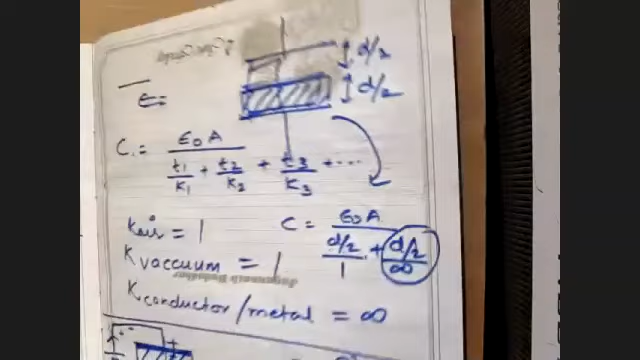 d/2
E=
d/2
C = ε₀A / (t₁/K₁ + t₂/K₂ + t₃/K₃ + ...)
Kair = 1
C = ε₀A / ((d/2)/1 + (d/2)/∞)
Kvaccum = 1
Kconductor/metal = ∞